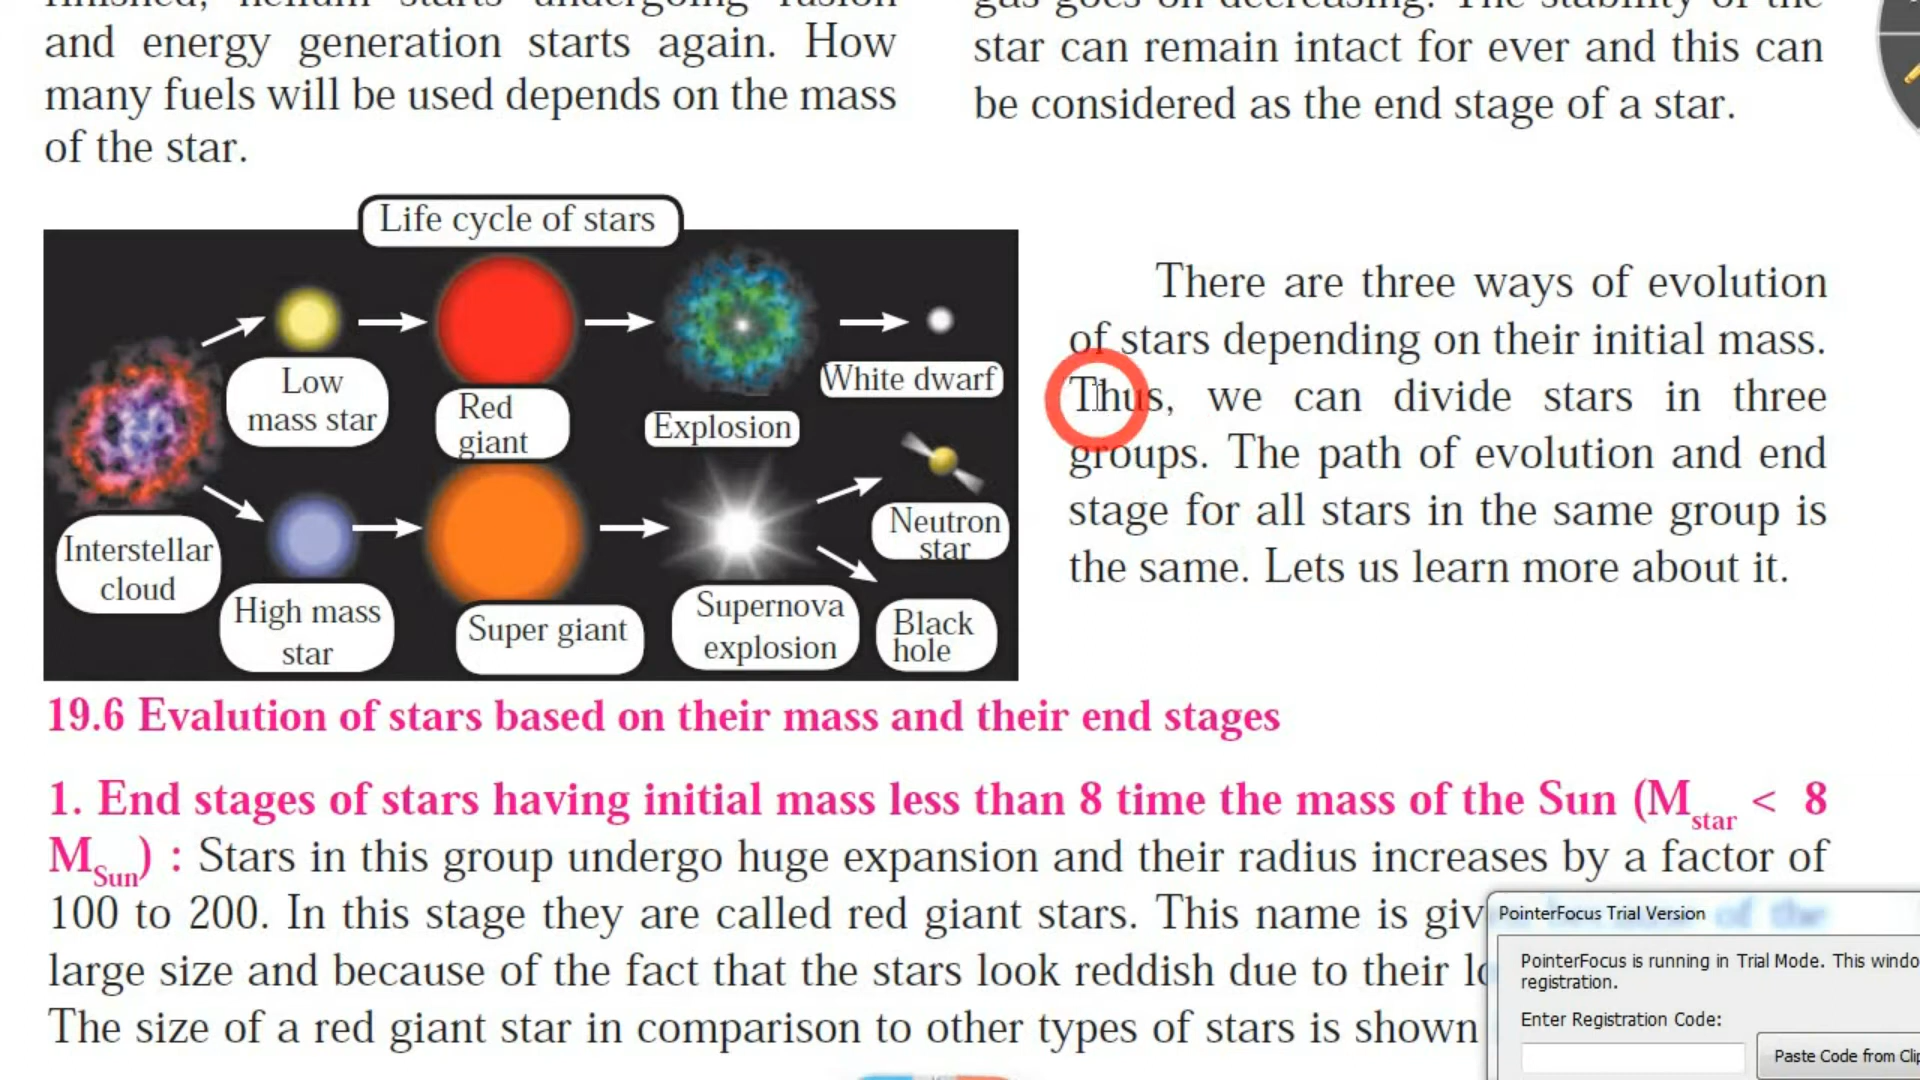 and energy generation starts again. How
many fuels will be used depends on the mass
of the star.
star can remain intact for ever and this can
be considered as the end stage of a star.
Life cycle of stars
Low
mass star
Red
giant
Explosion
White dwarf
Interstellar
cloud
High mass
star
Super giant
Supernova
explosion
Neutron
star
Black
hole
There are three ways of evolution
of stars depending on their initial mass.
Thus, we can divide stars in three
groups. The path of evolution and end
stage for all stars in the same group is
the same. Lets us learn more about it.
19.6 Evalution of stars based on their mass and their end stages
1. End stages of stars having initial mass less than 8 time the mass of the Sun (Mstar < 8
MSun) : Stars in this group undergo huge expansion and their radius increases by a factor of
100 to 200. In this stage they are called red giant stars. This name is giv
large size and because of the fact that the stars look reddish due to their lo
The size of a red giant star in comparison to other types of stars is shown
PointerFocus Trial Version
PointerFocus is running in Trial Mode. This windo
registration.
Enter Registration Code:
Paste Code from Clip